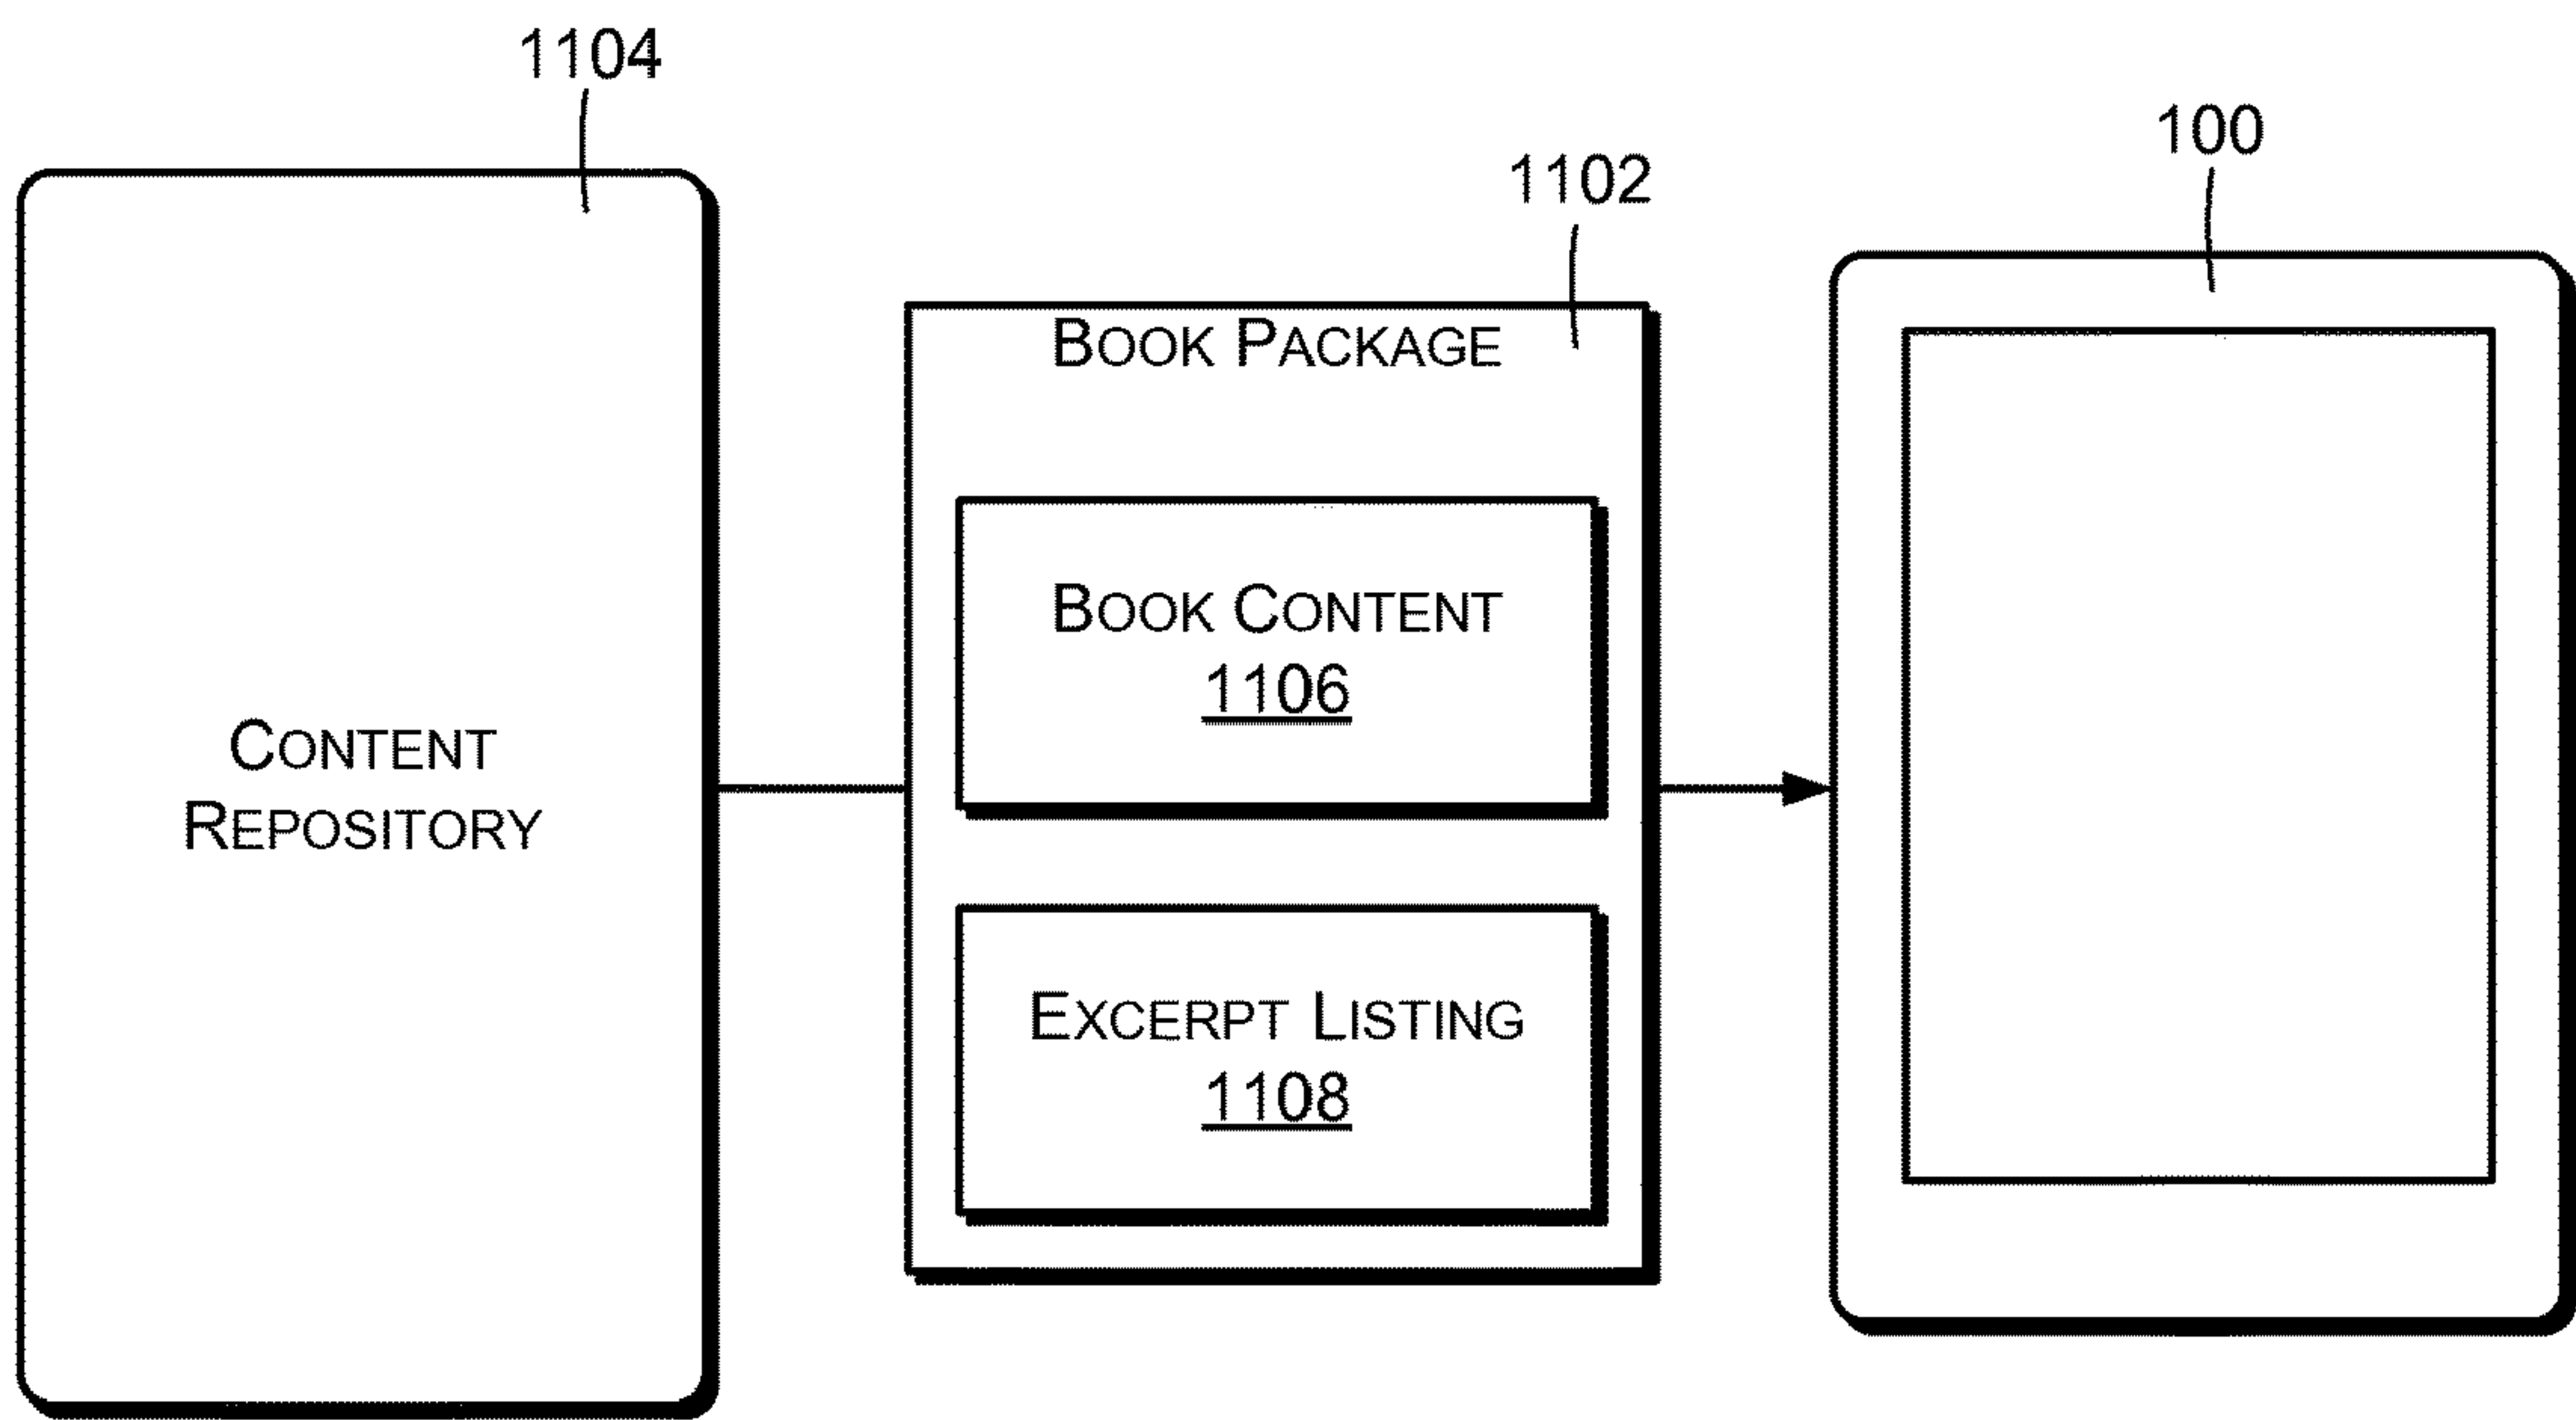 1104
100
1102
BOOK PACKAGE
BOOK CONTENT
1106
CONTENT
REPOSITORY
EXCERPT LISTING
1108